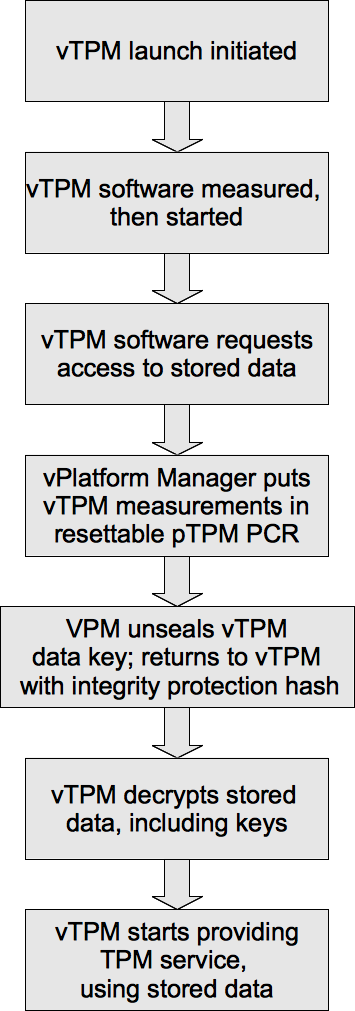 vTPM launch initiated
vTPM software measured,
then started
vTPM software requests
access to stored data
vPlatform Manager puts
vTPM measurements in
resettable pTPM PCR
VPM unseals vTPM
data key; returns to vTPM
with integrity protection hash
vTPM decrypts stored
data, including keys
vTPM starts providing
TPM service,
using stored data